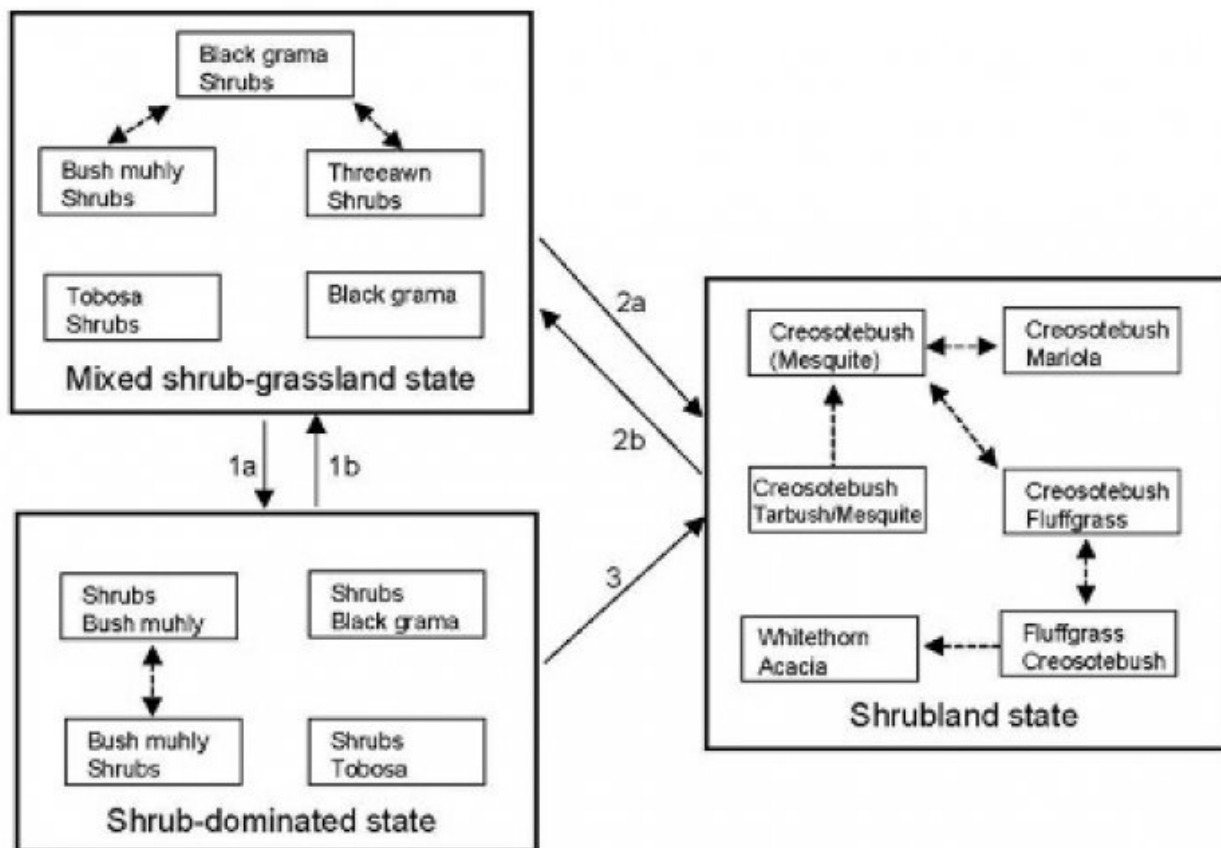 Black grama
Shrubs
Bush muhly
Shrubs
Threeawn
Shrubs
Tobosa
Shrubs
Black grama
Mixed shrub-grassland state
1a
1b
2a
2b
3
Shrubs
Bush muhly
Shrubs
Black grama
Bush muhly
Shrubs
Shrubs
Tobosa
Shrub-dominated state
Creosotebush
(Mesquite)
Creosotebush
Mariola
Creosotebush
Tarbush/Mesquite
Creosotebush
Fluffgrass
Whitethorn
Acacia
Fluffgrass
Creosotebush
Shrubland state